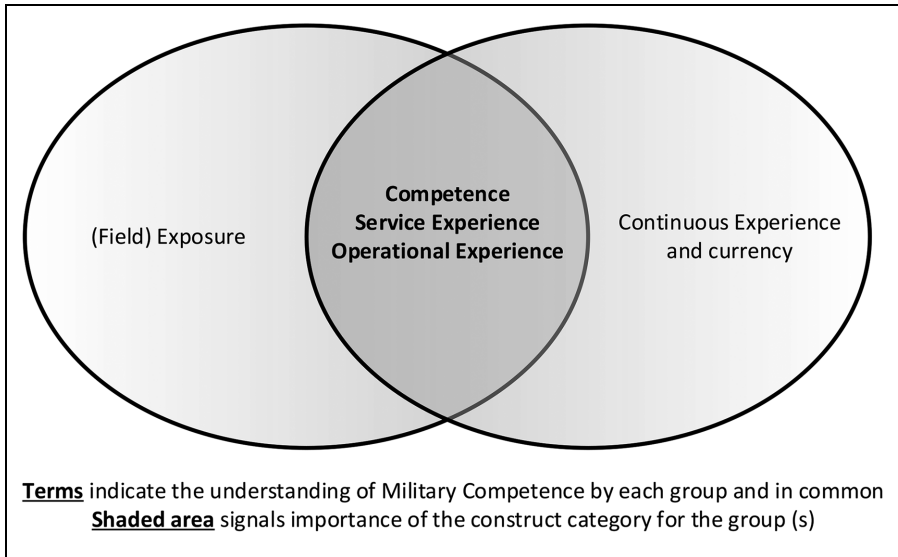 (Field) Exposure
Competence
Service Experience
Operational Experience
Continuous Experience
and currency
Terms indicate the understanding of Military Competence by each group and in common
Shaded area signals importance of the construct category for the group (s)